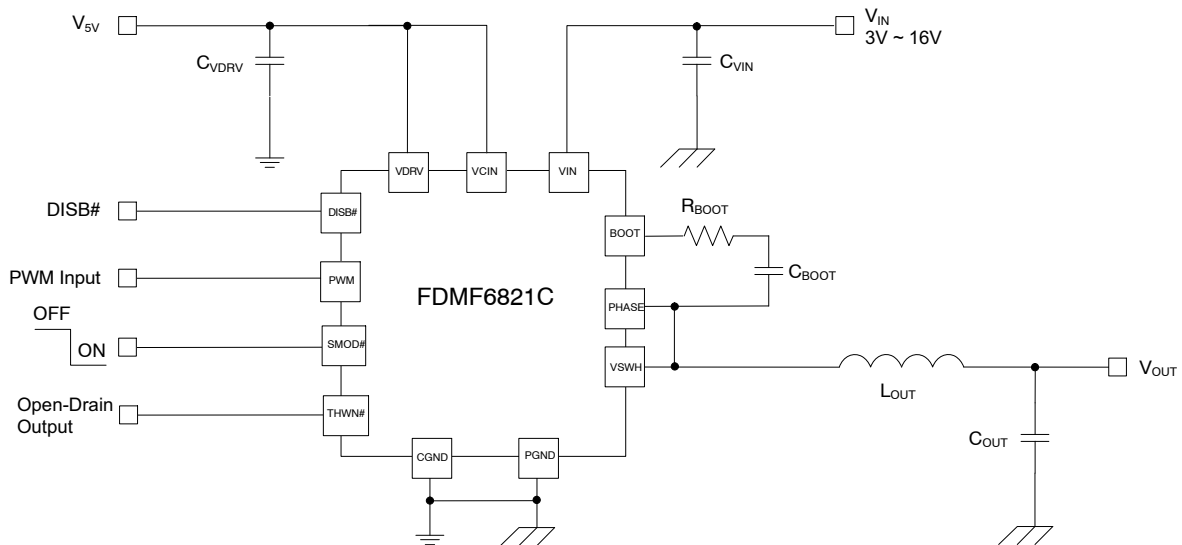 V5V
CVDRV
CVIN
VIN
3V ~ 16V
VDRV
VCIN
VIN
DISB#
DISB#
BOOT
RBOOT
CBOOT
PWM Input
PWM
FDMF6821C
PHASE
OFF
ON
SMOD#
VSWH
LOUT
VOUT
Open-Drain
Output
THWN#
COUT
CGND
PGND